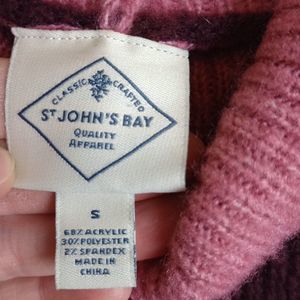 CLASSIC CRAFTED
ST JOHN'S BAY
QUALITY
APPAREL
S
68% ACRYLIC
30% POLYESTER
2% SPANDEX
MADE IN
CHINA